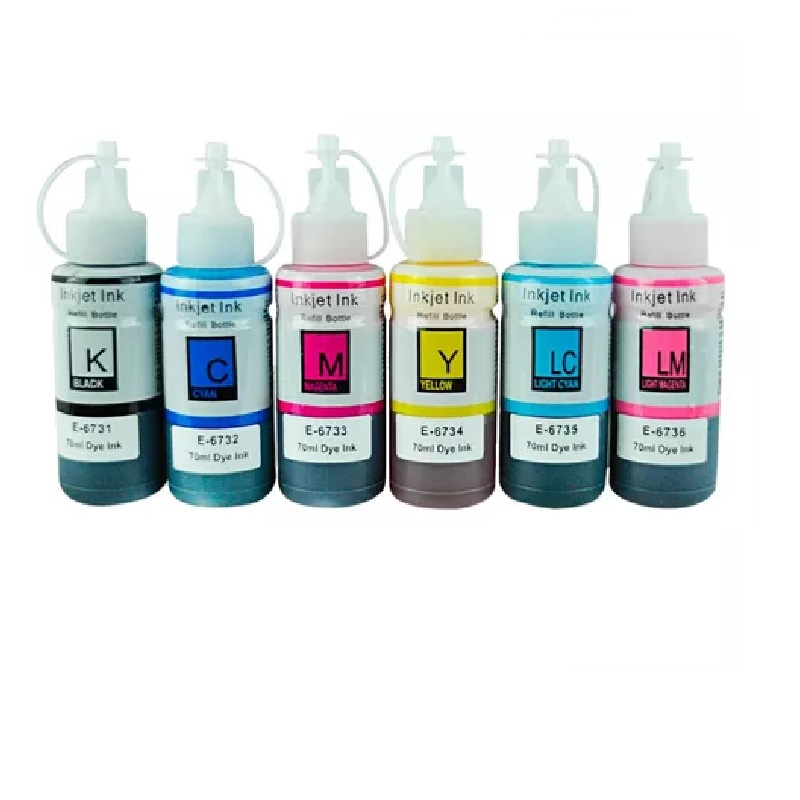 Inkjet Ink
Refill Bottle
K
BLACK
E-6731
70ml Dye Ink
Inkjet Ink
Refill Bottle
C
CYAN
E-6732
70ml Dye Ink
Inkjet Ink
Refill Bottle
M
MAGENTA
E-6733
70ml Dye Ink
Inkjet Ink
Refill Bottle
Y
YELLOW
E-6734
70ml Dye Ink
Inkjet Ink
Refill Bottle
LC
LIGHT CYAN
E-6735
70ml Dye Ink
Inkjet Ink
Refill Bottle
LM
LIGHT MAGENTA
E-6736
70ml Dye Ink